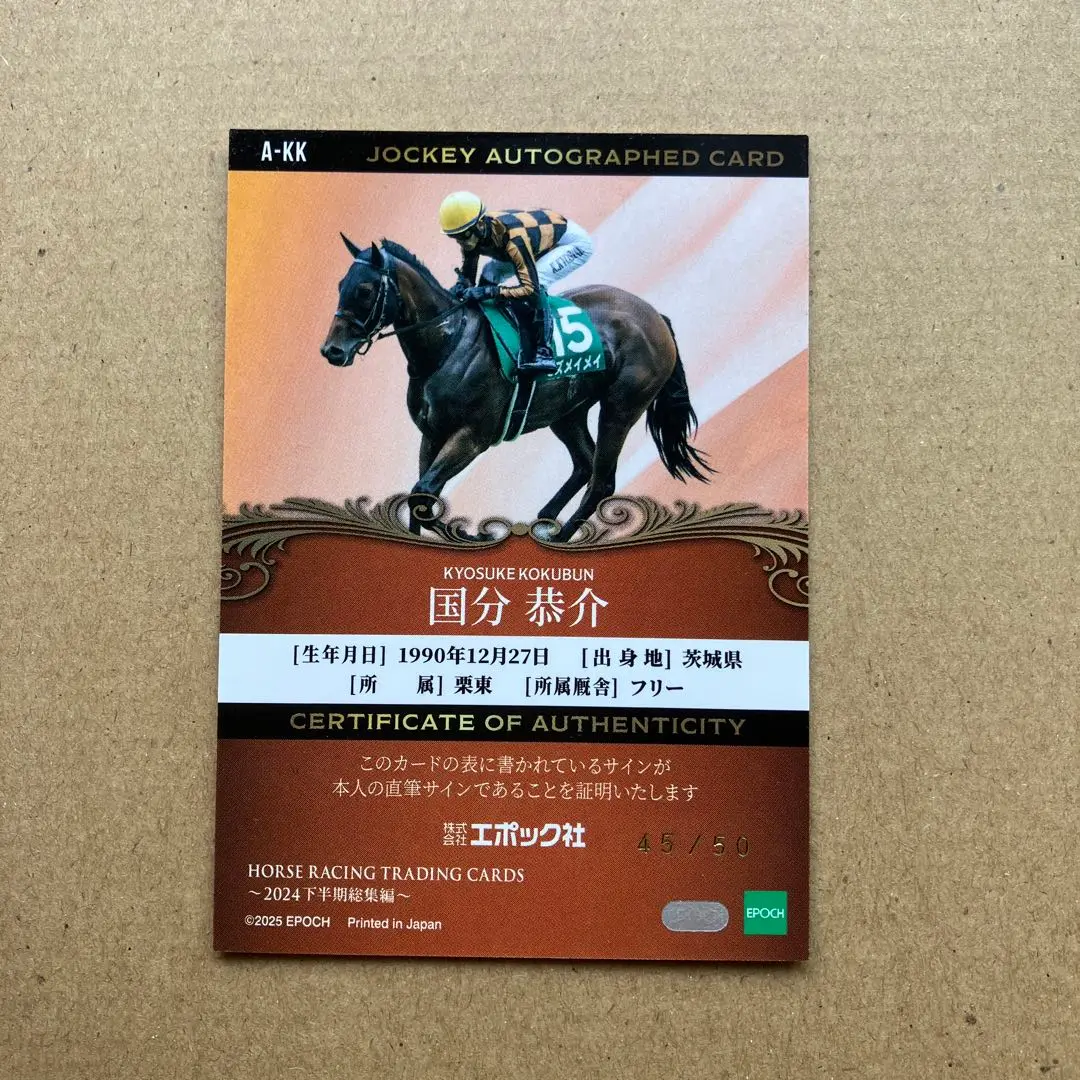 A-KK JOCKEY AUTOGRAPHED CARD
15
ズメイメイ
KYOSUKE KOKUBUN
国分 恭介
[生年月日] 1990年12月27日 [出身地] 茨城県
[所 属] 栗東 [所属厩舎] フリー
CERTIFICATE OF AUTHENTICITY
このカードの表に書かれているサインが
本人の直筆サインであることを証明いたします
株式会社 エポック社
45/50
HORSE RACING TRADING CARDS
～2024下半期総集編～
©2025 EPOCH Printed in Japan
EPOCH